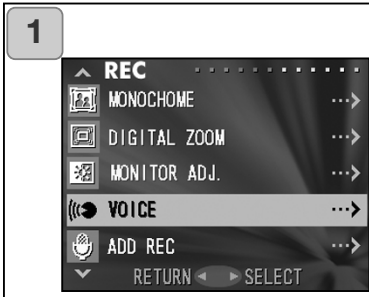 1
REC
MONOCHOME
DIGITAL ZOOM
MONITOR ADJ.
VOICE
ADD REC
RETURN SELECT